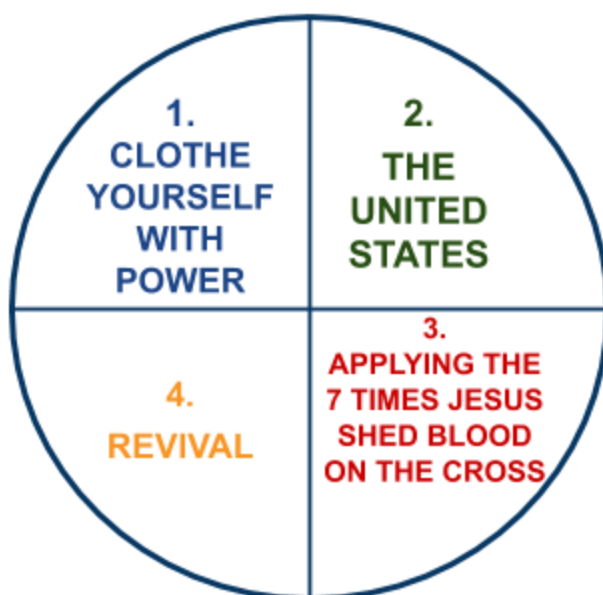 1.
CLOTHE
YOURSELF
WITH
POWER
2.
THE
UNITED
STATES
3.
APPLYING THE
7 TIMES JESUS
SHED BLOOD
ON THE CROSS
4.
REVIVAL